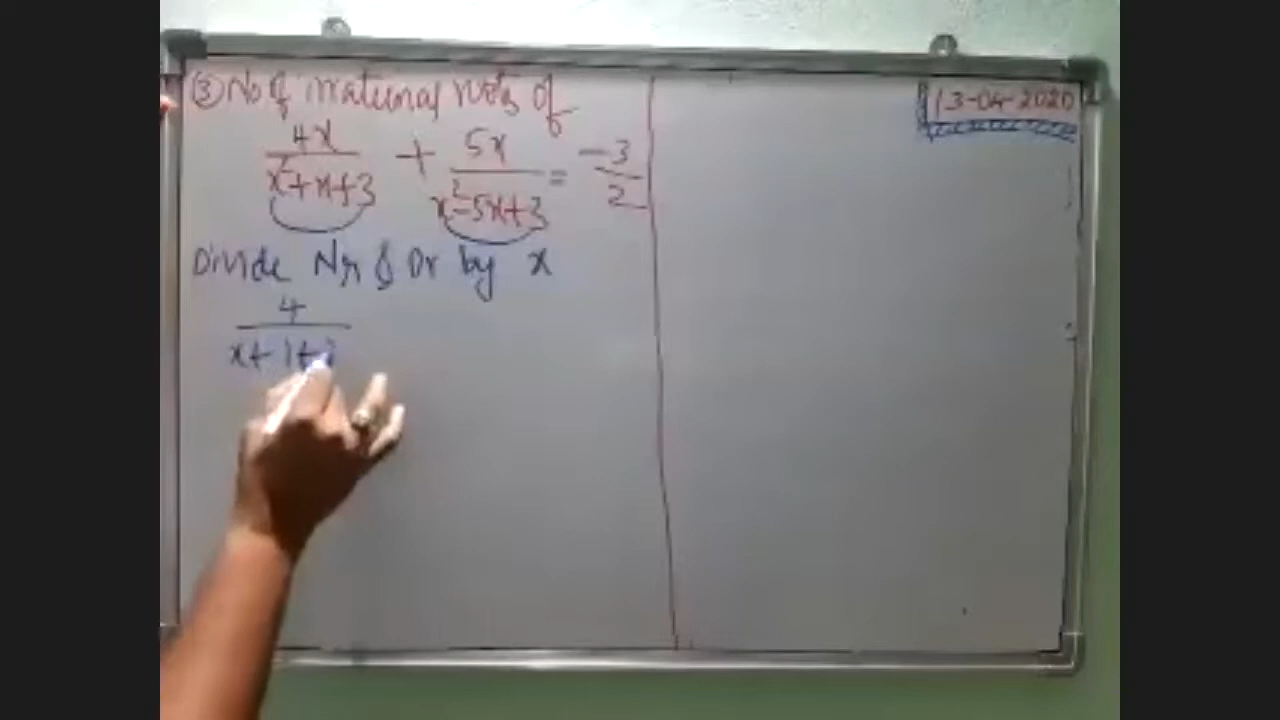 ③ No of irrational roots of
4x/(x²+x+3) + 5x/(x²-5x+3) = -3/2
Divide Nr & Dr by x
4/(x+1+3
13-04-2020